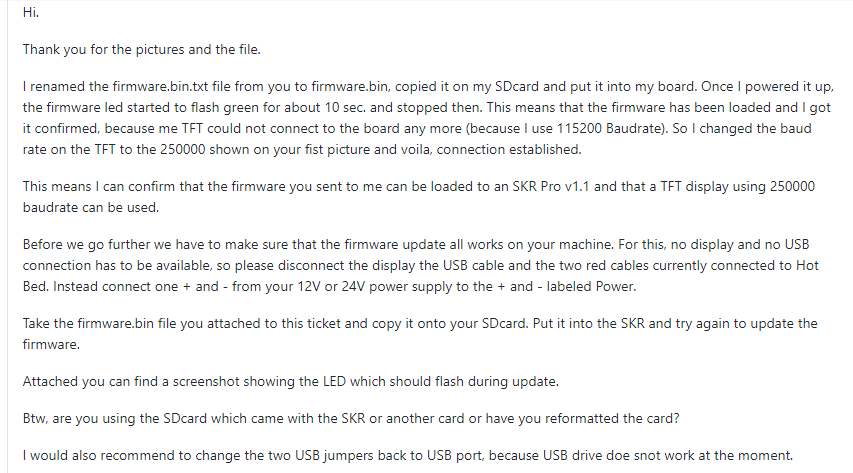 Hi.
Thank you for the pictures and the file.
I renamed the firmware.bin.txt file from you to firmware.bin, copied it on my SDcard and put it into my board. Once I powered it up,
the firmware led started to flash green for about 10 sec. and stopped then. This means that the firmware has been loaded and I got
it confirmed, because me TFT could not connect to the board any more (because I use 115200 Baudrate). So I changed the baud
rate on the TFT to the 250000 shown on your fist picture and voila, connection established.
This means I can confirm that the firmware you sent to me can be loaded to an SKR Pro v1.1 and that a TFT display using 250000
baudrate can be used.
Before we go further we have to make sure that the firmware update all works on your machine. For this, no display and no USB
connection has to be available, so please disconnect the display the USB cable and the two red cables currently connected to Hot
Bed. Instead connect one + and - from your 12V or 24V power supply to the + and - labeled Power.
Take the firmware.bin file you attached to this ticket and copy it onto your SDcard. Put it into the SKR and try again to update the
firmware.
Attached you can find a screenshot showing the LED which should flash during update.
Btw, are you using the SDcard which came with the SKR or another card or have you reformatted the card?
I would also recommend to change the two USB jumpers back to USB port, because USB drive doe snot work at the moment.